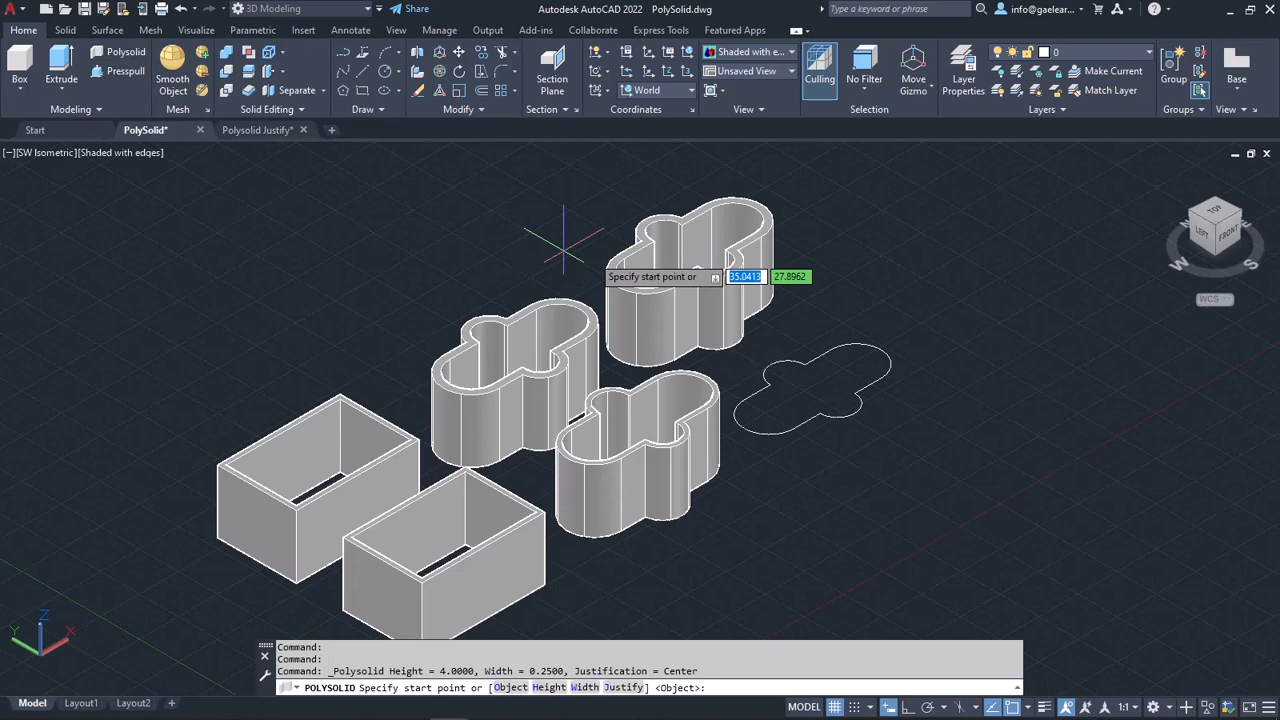 3D Modeling
Share
Autodesk AutoCAD 2022 PolySolid.dwg
Type a keyword or phrase
info@gaelear...
Home Solid Surface Mesh Visualize Parametric Insert Annotate View Manage Output Add-ins Collaborate Express Tools Featured Apps
Box
Extrude
Polysolid
Presspull
Modeling
Smooth
Object
Mesh
Separate
Solid Editing
Draw
Modify
Section
Plane
Section
World
Coordinates
Shaded with e...
Unsaved View
View
Culling
No Filter
Move
Gizmo
Selection
Layer
Properties
0
Make Current
Match Layer
Layers
Group
Groups
Base
View
Start PolySolid* Polysolid Justify*
[−][SW Isometric][Shaded with edges]
TOP
LEFT
FRONT
W
S
WCS
Specify start point or 35.0413 27.8962
Z
Y
X
Command:
Command:
Command: _Polysolid Height = 4.0000, Width = 0.2500, Justification = Center
POLYSOLID Specify start point or [Object Height Width Justify] <Object>:
Model Layout1 Layout2
MODEL
1:1